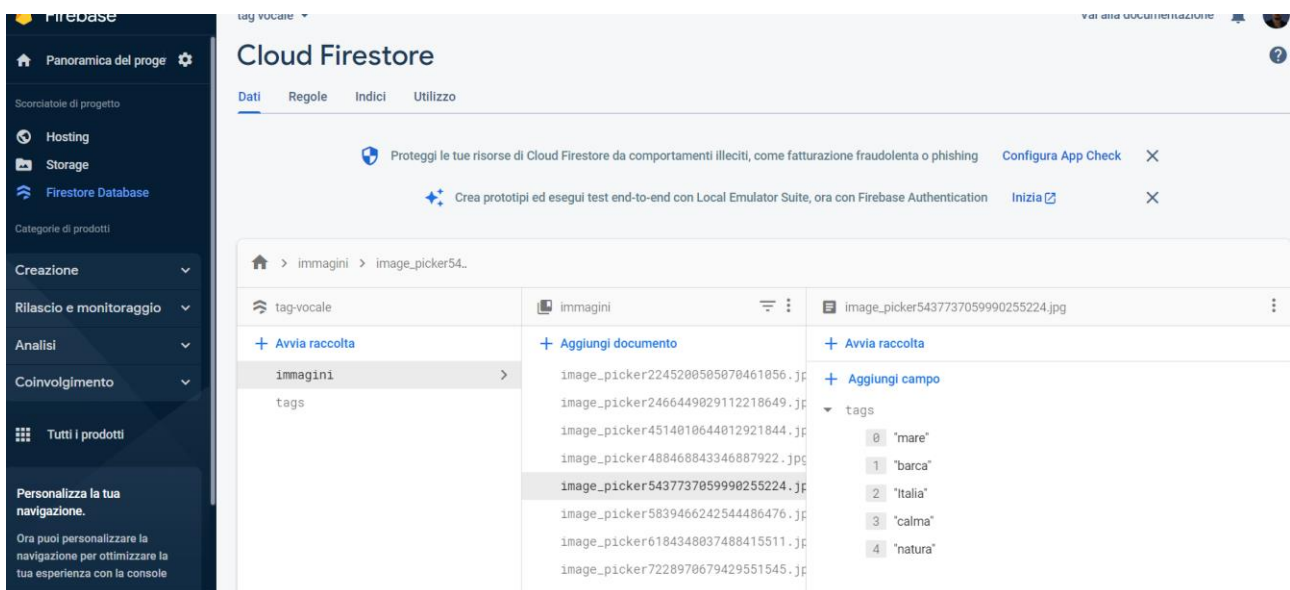 Firebase
tag vocale
Vai alla documentazione
Panoramica del proge
Cloud Firestore
Scorciatoie di progetto
Dati Regole Indici Utilizzo
Hosting
Storage
Firestore Database
Proteggi le tue risorse di Cloud Firestore da comportamenti illeciti, come fatturazione fraudolenta o phishing Configura App Check
Crea prototipi ed esegui test end-to-end con Local Emulator Suite, ora con Firebase Authentication Inizia
Categorie di prodotti
Creazione
Rilascio e monitoraggio
Analisi
Coinvolgimento
Tutti i prodotti
Personalizza la tua
navigazione.
Ora puoi personalizzare la
navigazione per ottimizzare la
tua esperienza con la console
> immagini > image_picker54..
tag-vocale
+ Avvia raccolta
immagini >
tags
immagini
+ Aggiungi documento
image_picker2245200505070461056.jp
image_picker2466449029112218649.jp
image_picker4514010644012921844.jp
image_picker488468843346887922.jpg
image_picker5437737059990255224.jp
image_picker5839466242544486476.jp
image_picker6184348037488415511.jp
image_picker7228970679429551545.jp
image_picker5437737059990255224.jpg
+ Avvia raccolta
+ Aggiungi campo
tags
0 "mare"
1 "barca"
2 "Italia"
3 "calma"
4 "natura"